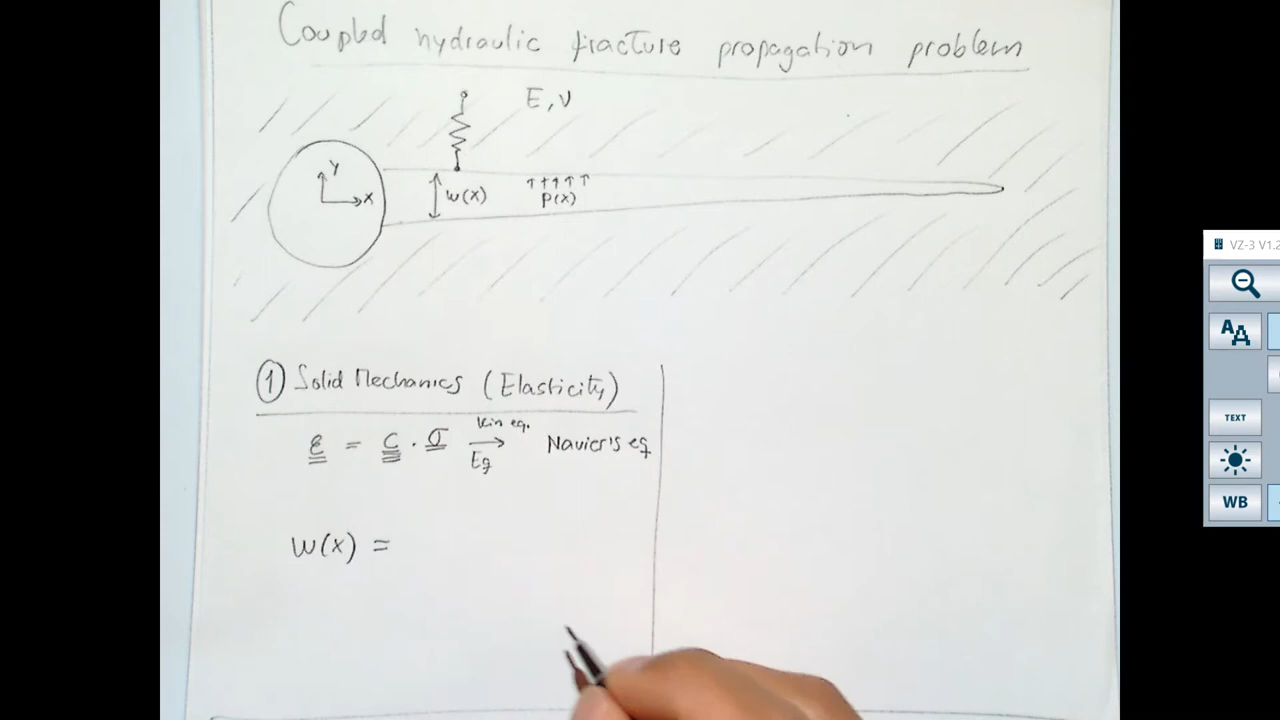 Coupled hydraulic fracture propagation problem
E, ν
Y
X
w(x)
P(x)
① Solid Mechanics (Elasticity)
ε = C · σ → Navier's eq
Kin eq.
Eq
W(x) =
VZ-3 V1.2
AA
TEXT
WB